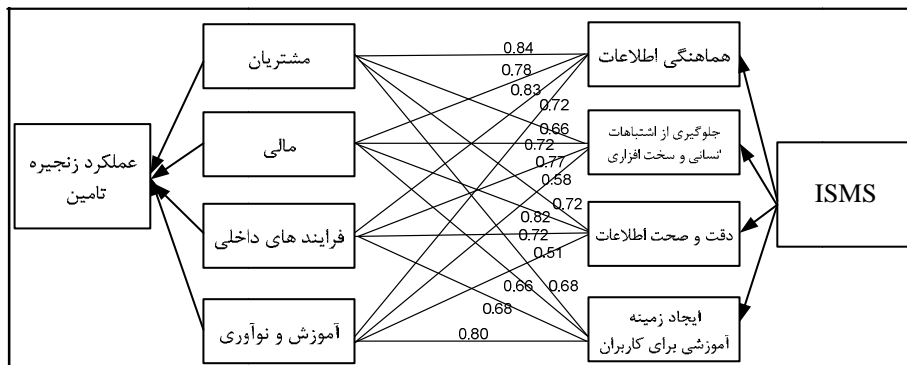 ISMS
هماهنگی اطلاعات
جلوگیری از اشتباهات
انسانی و سخت افزاری
دقت و صحت اطلاعات
ایجاد زمینه
آموزشی برای کاربران
0.84
0.78
0.83
0.72
0.66
0.72
0.77
0.58
0.72
0.82
0.72
0.51
0.66
0.68
0.68
0.80
مشتریان
مالی
فرآیند های داخلی
آموزش و نوآوری
عملکرد زنجیره
تامین